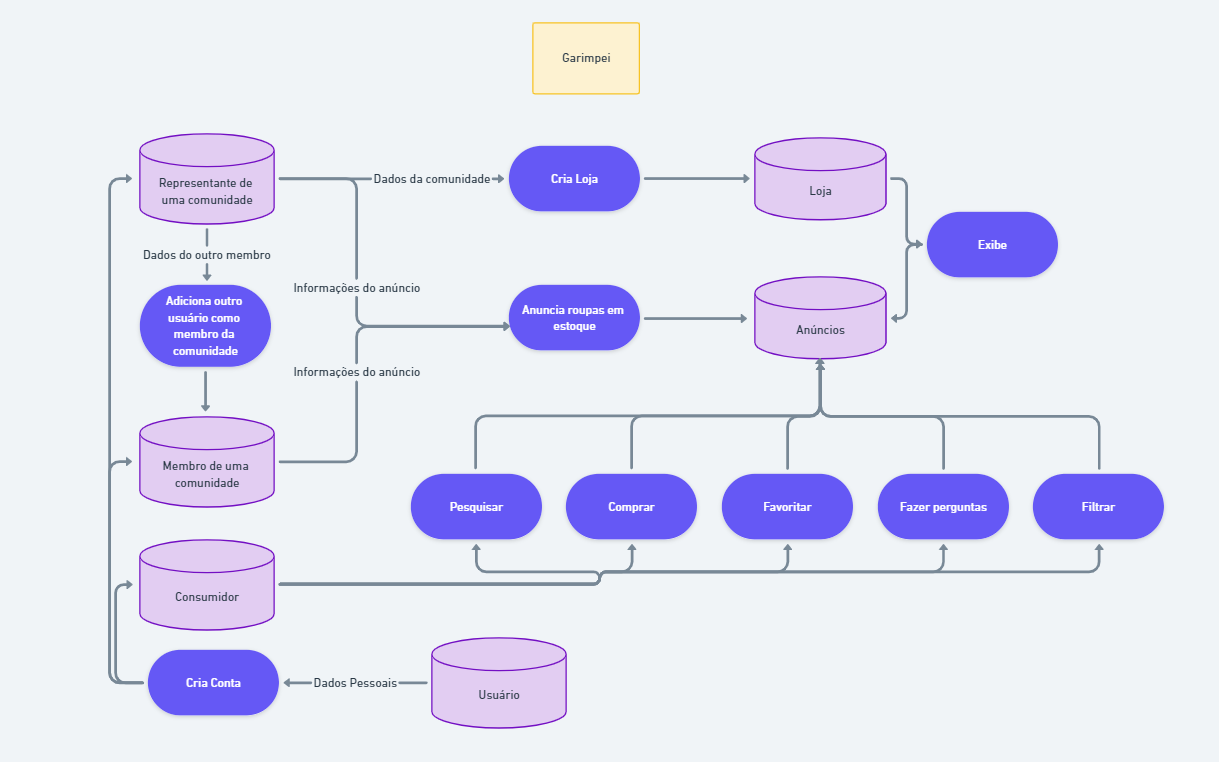 Garimpei
Representante de
uma comunidade
Dados da comunidade
Cria Loja
Loja
Exibe
Dados do outro membro
Informações do anúncio
Adiciona outro
usuário como
membro da
comunidade
Anuncia roupas em
estoque
Anúncios
Informações do anúncio
Membro de uma
comunidade
Pesquisar
Comprar
Favoritar
Fazer perguntas
Filtrar
Consumidor
Cria Conta
Dados Pessoais
Usuário